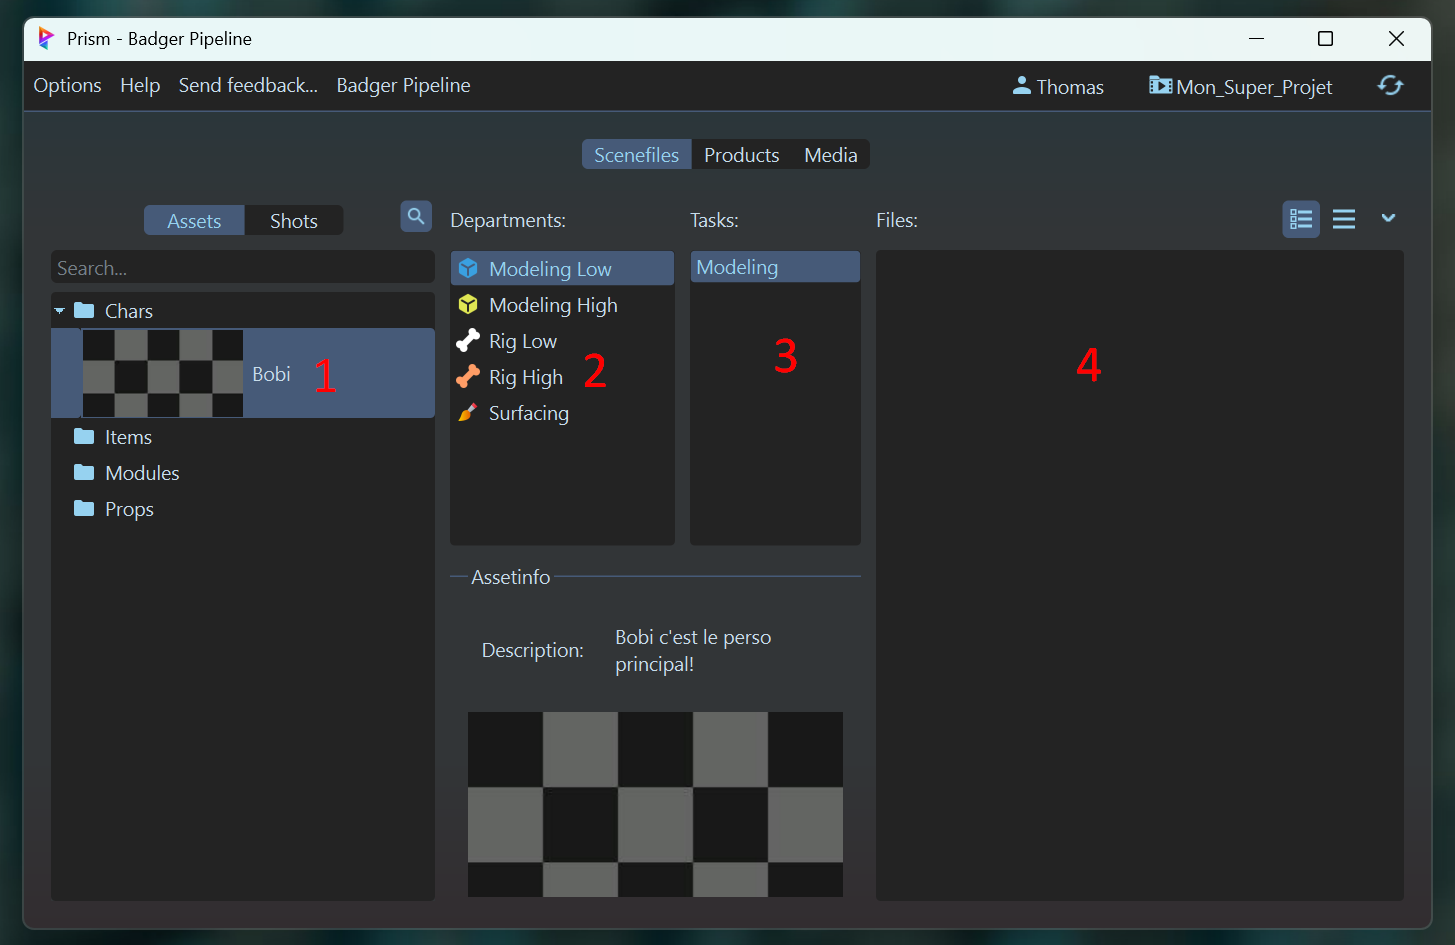 Prism - Badger Pipeline
Options Help Send feedback... Badger Pipeline Thomas Mon_Super_Projet
Scenefiles Products Media
Assets Shots Departments: Tasks: Files:
Search...
Chars
Bobi 1
Items
Modules
Props
Modeling Low
Modeling High
Rig Low
Rig High 2
Surfacing
Modeling
3
4
Assetinfo
Description: Bobi c'est le perso
principal!